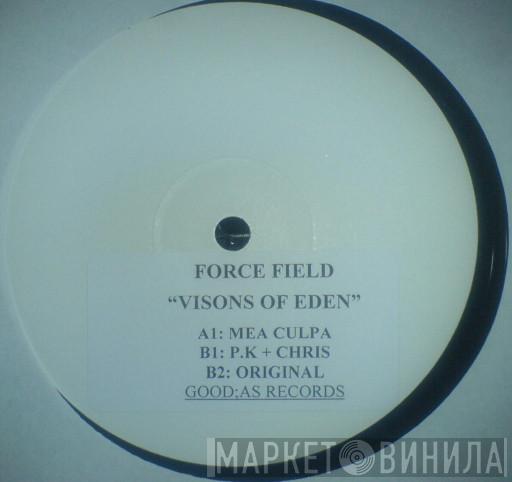 FORCE FIELD
“VISONS OF EDEN”
A1: MEA CULPA
B1: P.K + CHRIS
B2: ORIGINAL
GOOD;AS RECORDS
МАРКЕТ ВИНИЛА